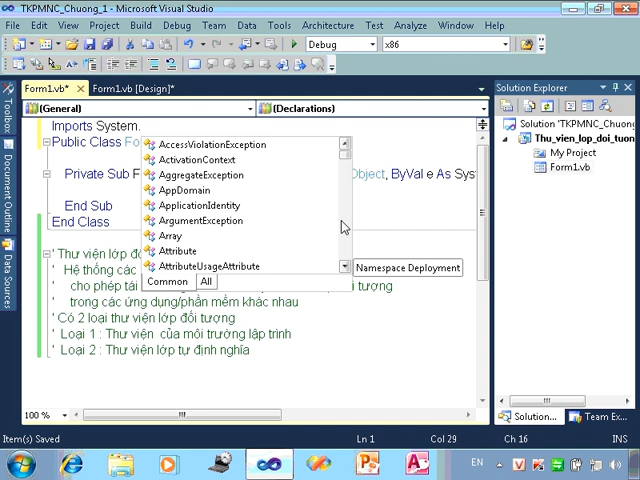 TKPMNC_Chuong_1 - Microsoft Visual Studio
File Edit View Project Build Debug Team Data Tools Architecture Test Analyze Window Help
Debug x86
Form1.vb* Form1.vb [Design]*
(General) (Declarations)
Imports System.
Public Class Fo
Private Sub F Object, ByVal e As Syst
End Sub
End Class
AccessViolationException
ActivationContext
AggregateException
AppDomain
ApplicationIdentity
ArgumentException
Array
Attribute
AttributeUsageAttribute
Common All
Namespace Deployment
' Thư viện lớp đố
' Hệ thống các
' cho phép tái i tượng
' trong các ứng dụng/phần mềm khác nhau
' Có 2 loại thư viện lớp đối tượng
' Loại 1 : Thư viện của môi trường lập trình
' Loại 2 : Thư viện lớp tự định nghĩa
100 %
Toolbox
Document Outline
Data Sources
Solution Explorer
Solution "TKPMNC_Chuong
Thu_vien_lop_doi_tuon
My Project
Form1.vb
Solution... Team Ex...
Item(s) Saved Ln 1 Col 29 Ch 16 INS
EN